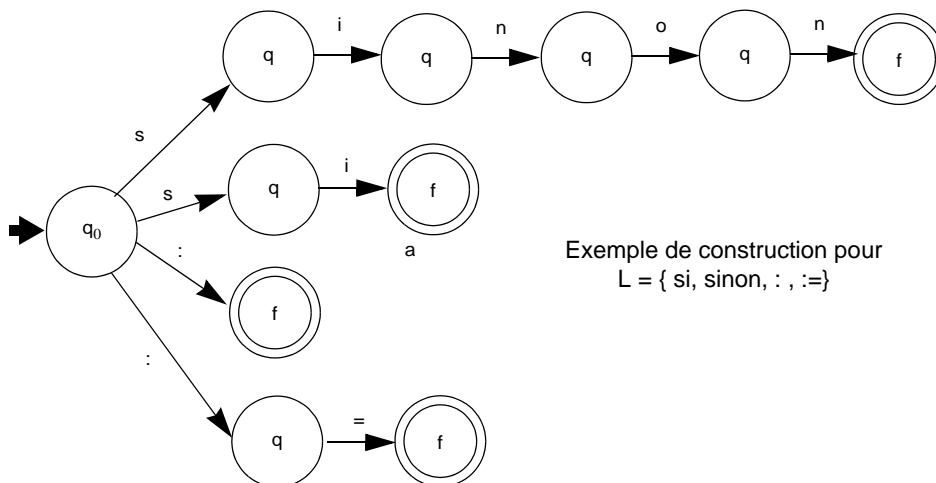 i n o n
q q q q f
s
s q i f
q0
: a
Exemple de construction pour
L = { si, sinon, : , :=}
f
:
q = f